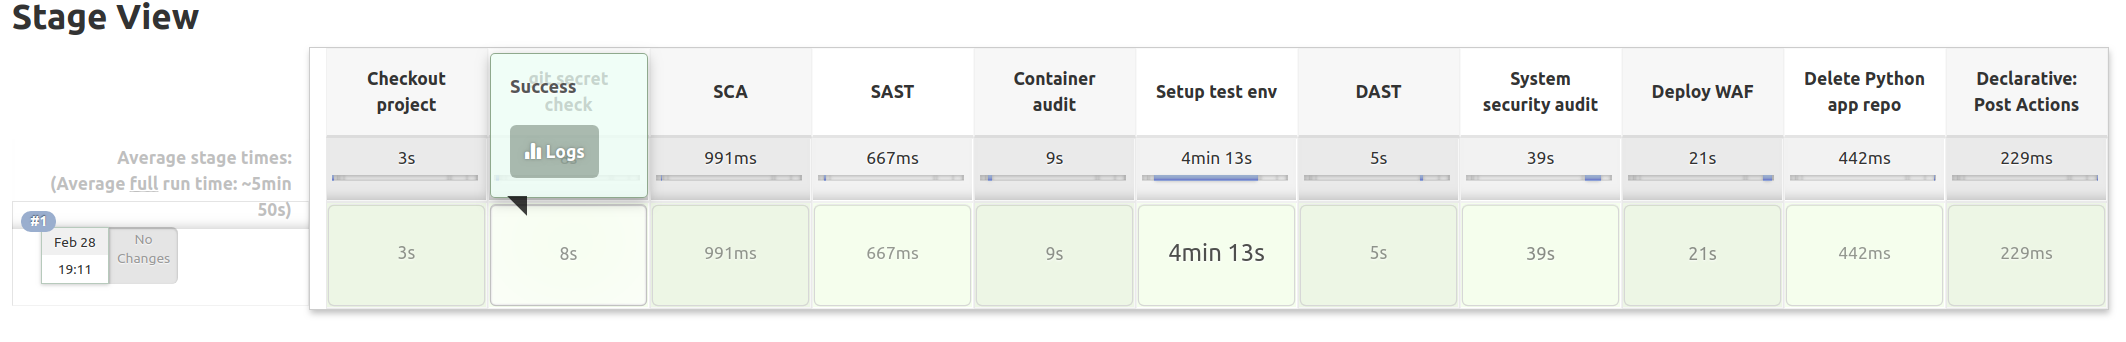 Stage View
Checkout project
git secret check
SCA
SAST
Container audit
Setup test env
DAST
System security audit
Deploy WAF
Delete Python app repo
Declarative: Post Actions
Success
Logs
Average stage times:
(Average full run time: ~5min
50s)
3s
8s
991ms
667ms
9s
4min 13s
5s
39s
21s
442ms
229ms
#1
Feb 28
19:11
No
Changes
3s
8s
991ms
667ms
9s
4min 13s
5s
39s
21s
442ms
229ms